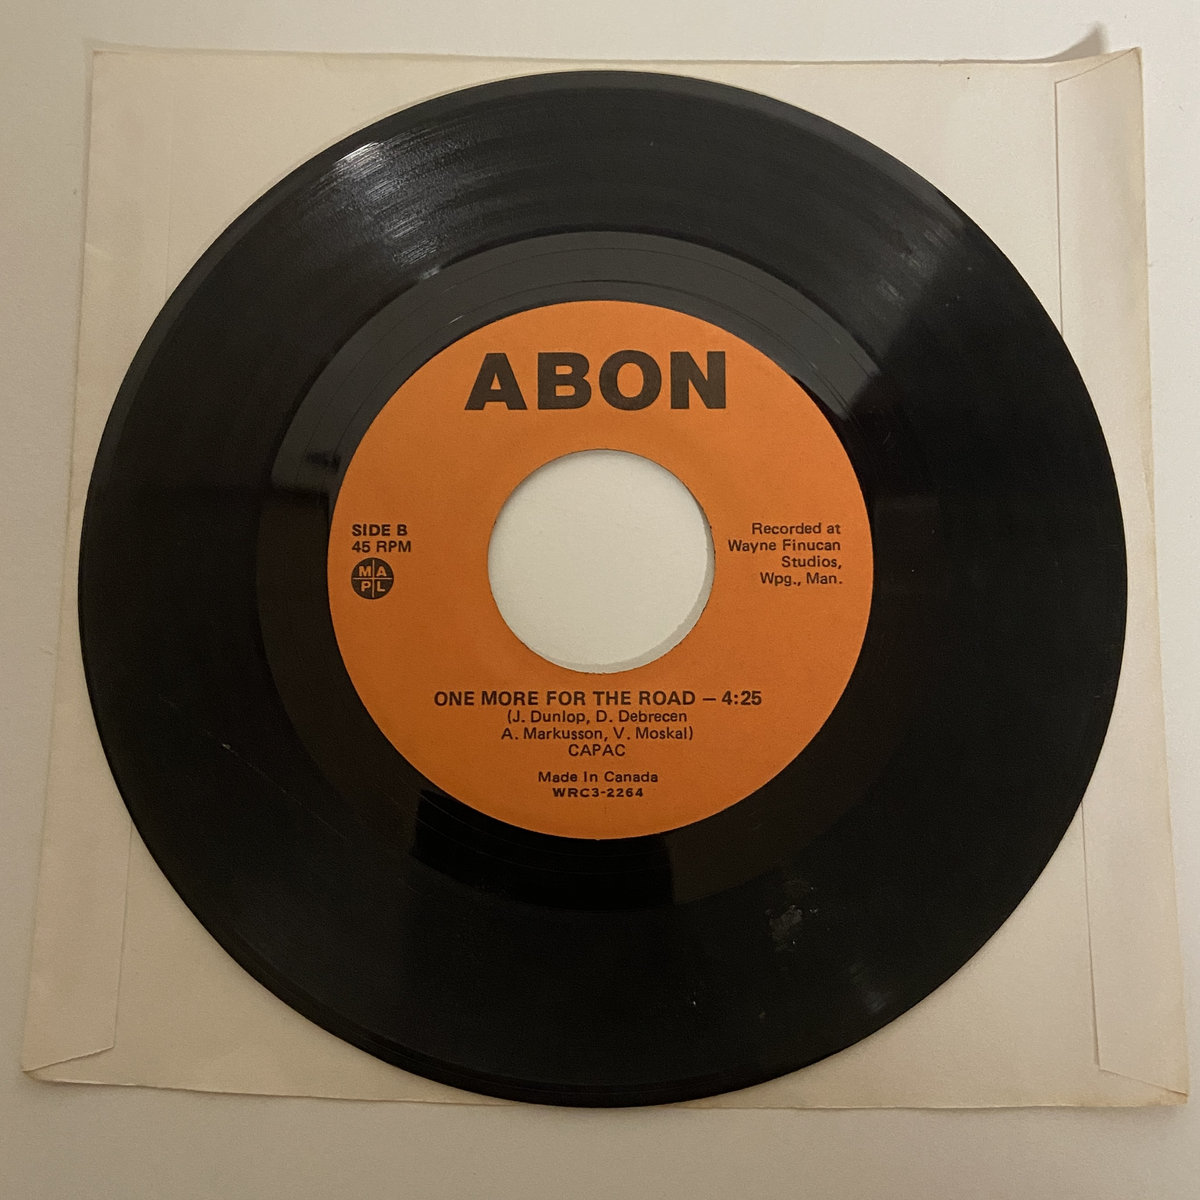 ABON
SIDE B
45 RPM
M A
P L
Recorded at
Wayne Finucan
Studios,
Wpg., Man.
ONE MORE FOR THE ROAD — 4:25
(J. Dunlop, D. Debrecen
A. Markusson, V. Moskal)
CAPAC
Made In Canada
WRC3-2264